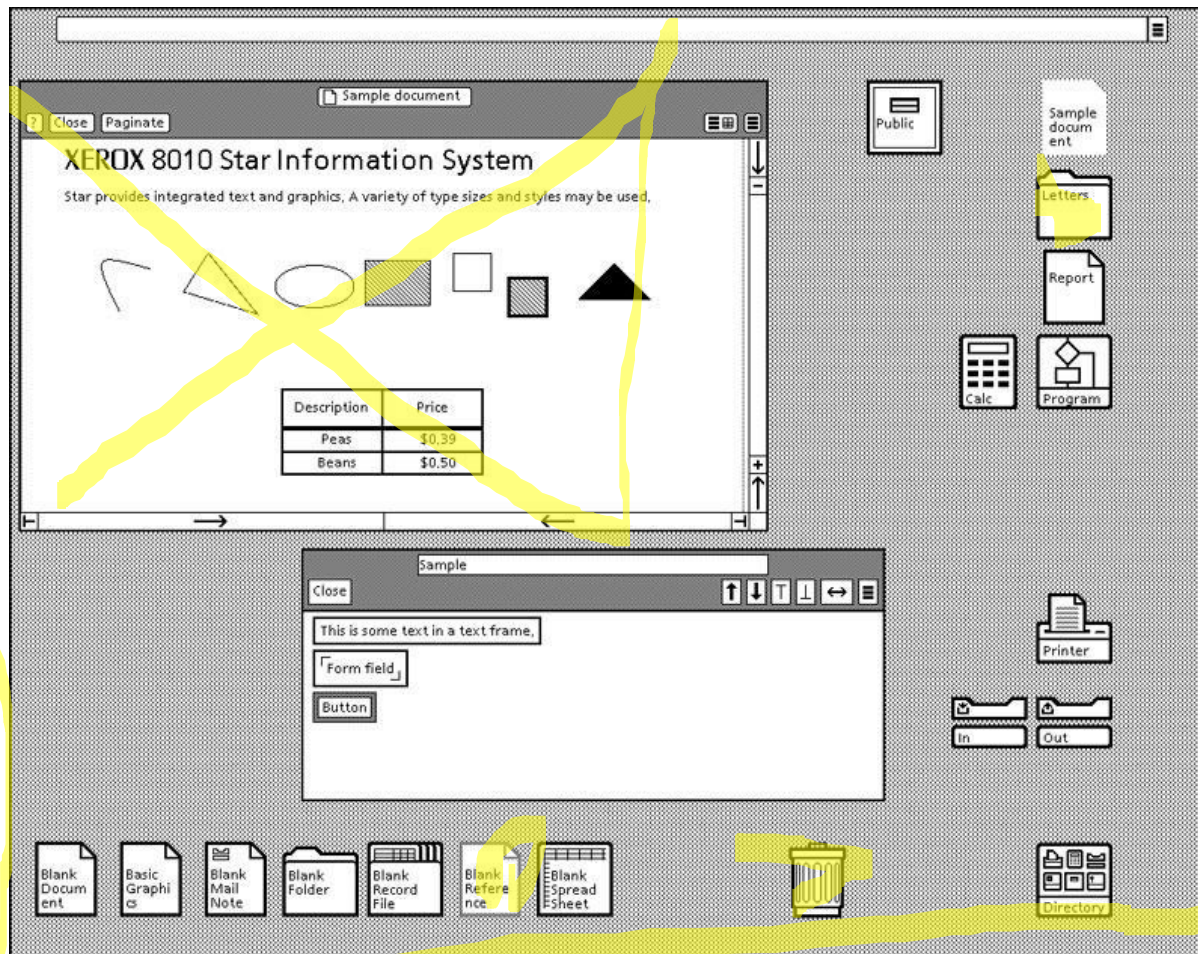 Sample document
? Close Paginate
XEROX 8010 Star Information System
Star provides integrated text and graphics, A variety of type sizes and styles may be used,
Description Price
Peas $0,39
Beans $0,50
Public
Sample
docum
ent
Letters
Report
Calc
Program
Sample
Close
This is some text in a text frame,
Form field
Button
Printer
In
Out
Blank
Docum
ent
Basic
Graphi
cs
Blank
Mail
Note
Blank
Folder
Blank
Record
File
Blank
Refere
nce
Blank
Spread
Sheet
Directory